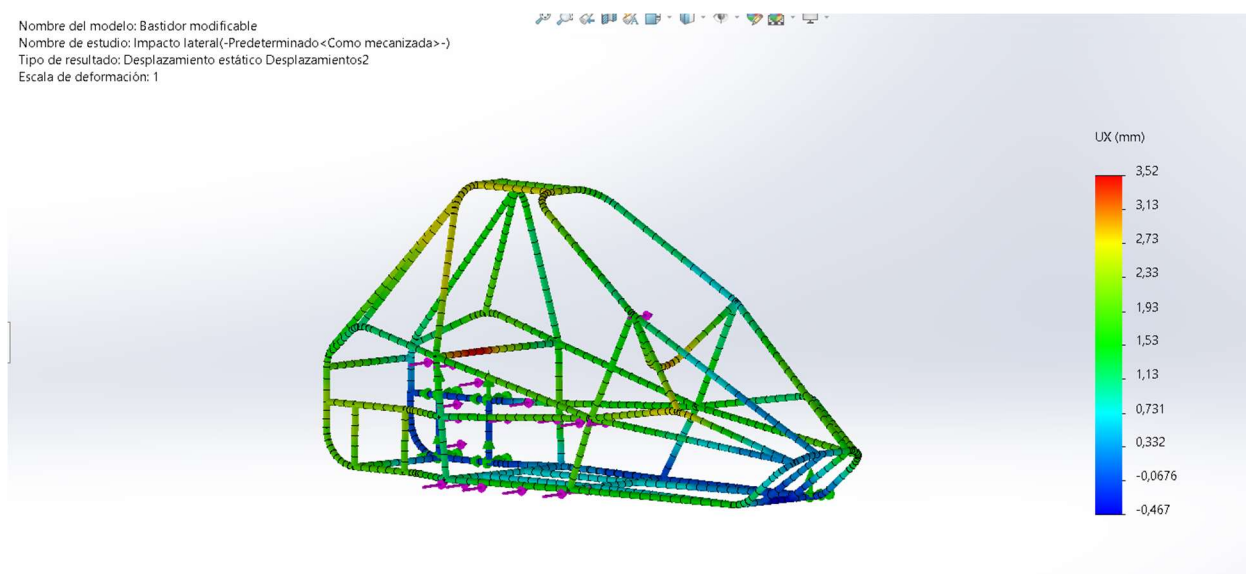 Nombre del modelo: Bastidor modificable
Nombre de estudio: Impacto lateral(-Predeterminado<Como mecanizada>-)
Tipo de resultado: Desplazamiento estático Desplazamientos2
Escala de deformación: 1
UX (mm)
3,52
3,13
2,73
2,33
1,93
1,53
1,13
0,731
0,332
-0,0676
-0,467